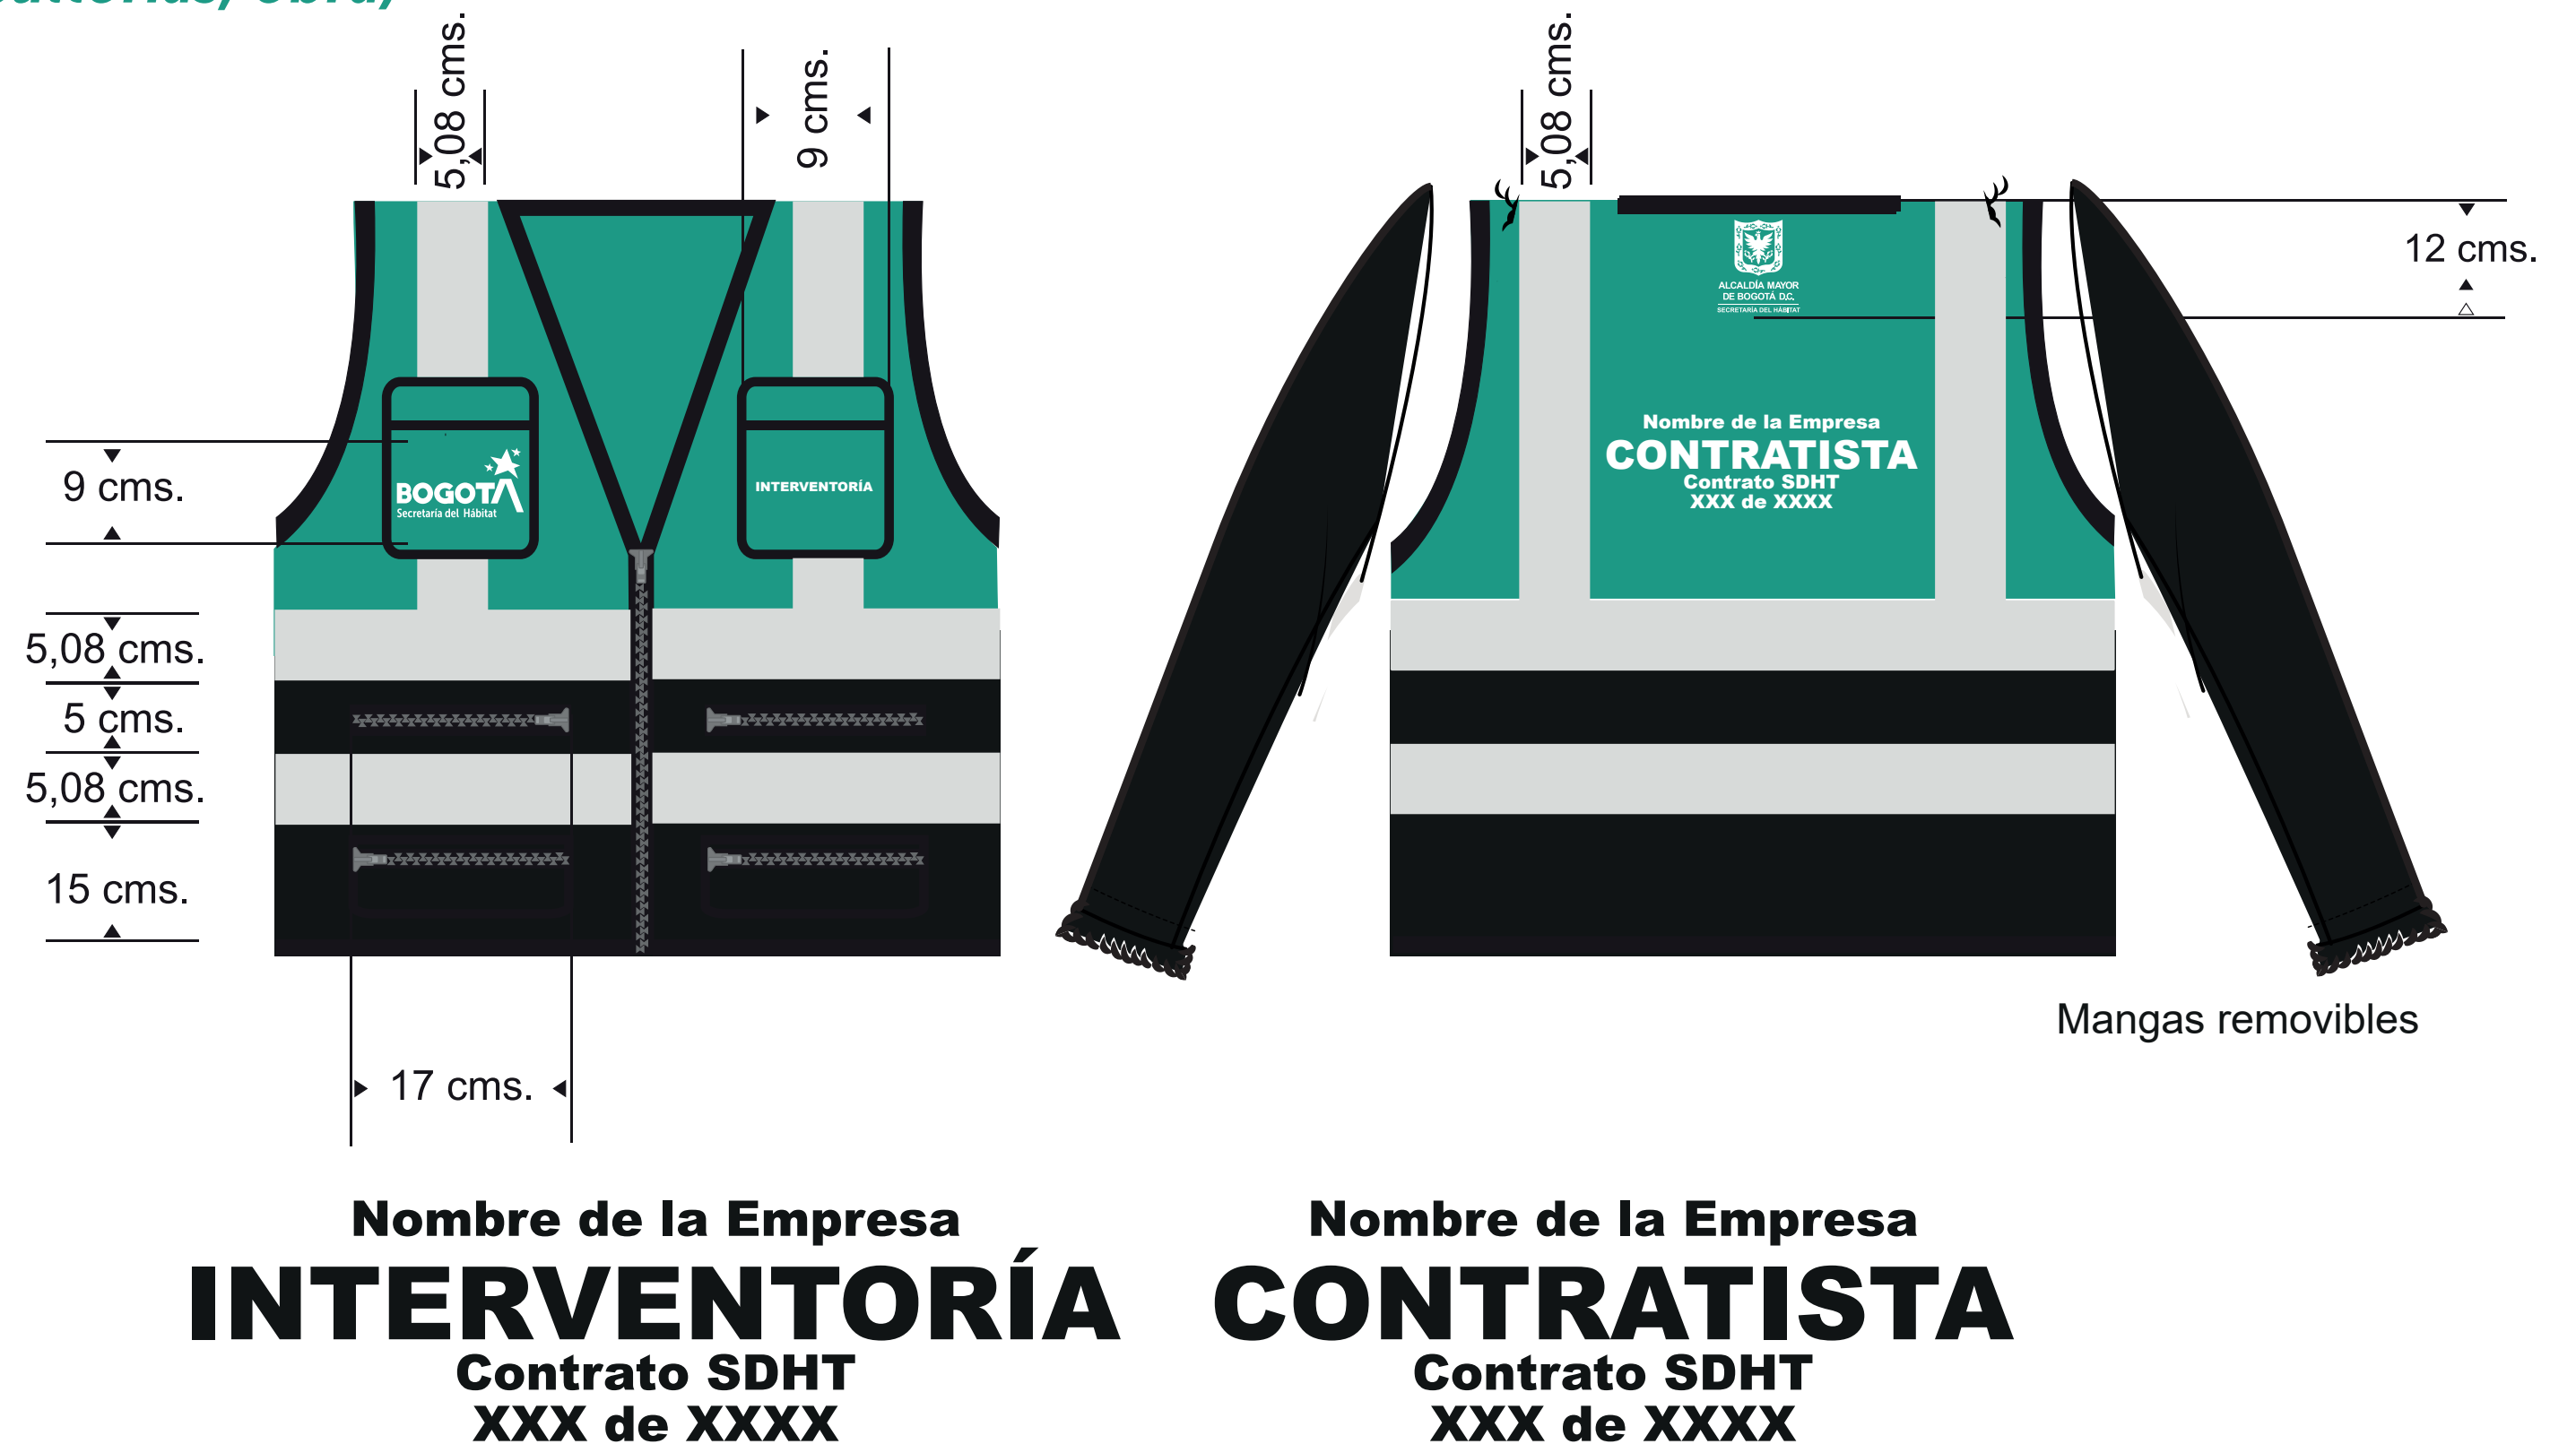 5,08 cms.
9 cms.
5,08 cms.
12 cms.
ALCALDÍA MAYOR
DE BOGOTÁ D.C.
SECRETARÍA DEL HÁBITAT
Nombre de la Empresa
CONTRATISTA
Contrato SDHT
XXX de XXXX
9 cms.
BOGOTÁ
Secretaría del Hábitat
INTERVENTORÍA
5,08 cms.
5 cms.
5,08 cms.
15 cms.
17 cms.
Mangas removibles
Nombre de la Empresa
INTERVENTORÍA
Contrato SDHT
XXX de XXXX
Nombre de la Empresa
CONTRATISTA
Contrato SDHT
XXX de XXXX